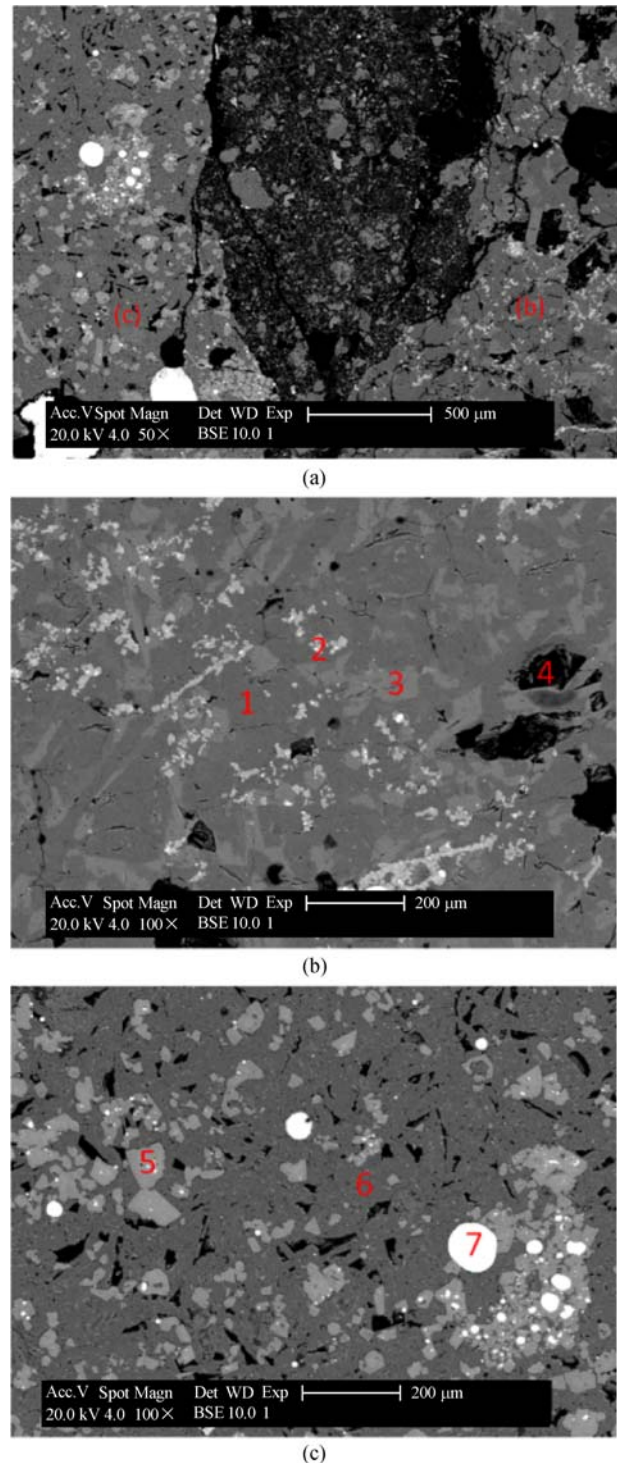 (c)
(b)
Acc.V Spot Magn Det WD Exp 500 μm
20.0 kV 4.0 50× BSE 10.0 1
(a)
2
3
4
1
Acc.V Spot Magn Det WD Exp 200 μm
20.0 kV 4.0 100× BSE 10.0 1
(b)
5
6
7
Acc.V Spot Magn Det WD Exp 200 μm
20.0 kV 4.0 100× BSE 10.0 1
(c)